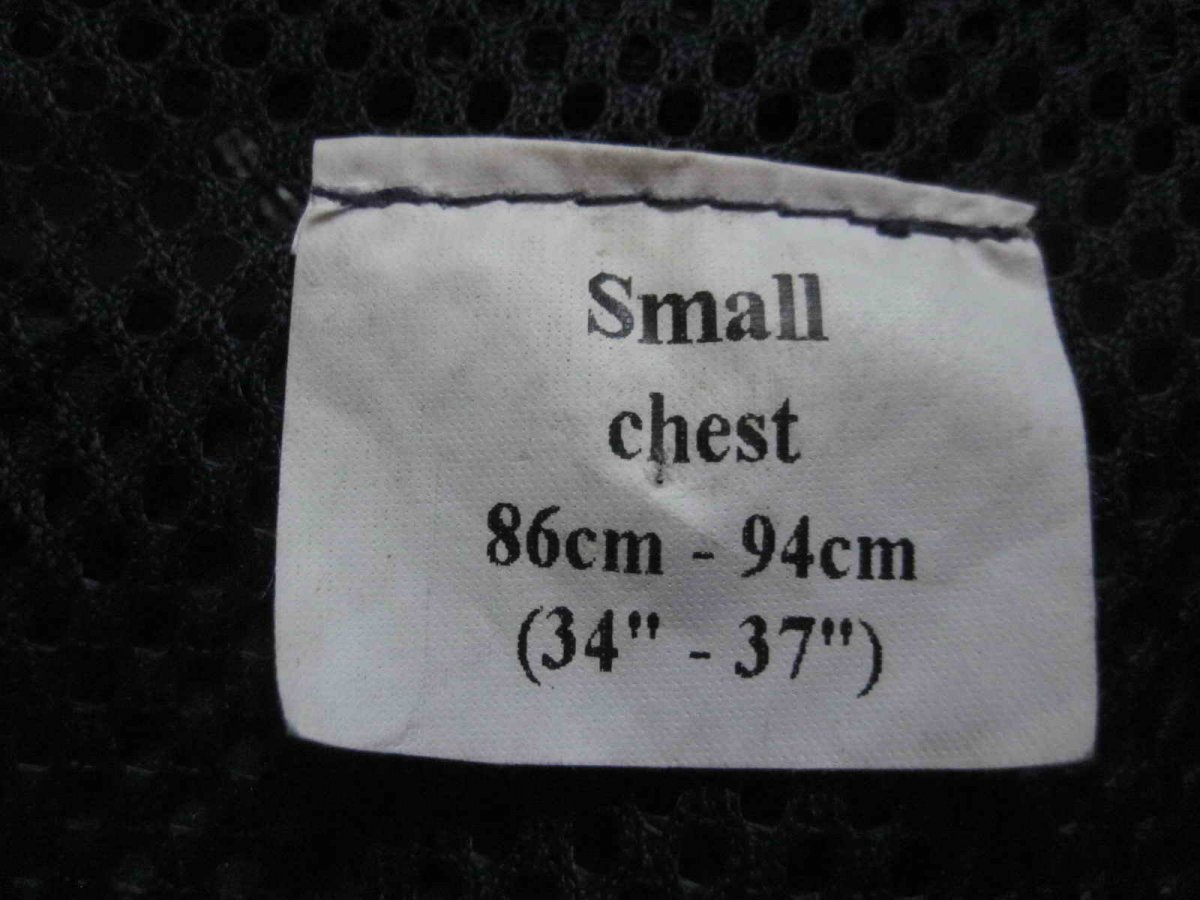 Small
chest
86cm - 94cm
(34" - 37")